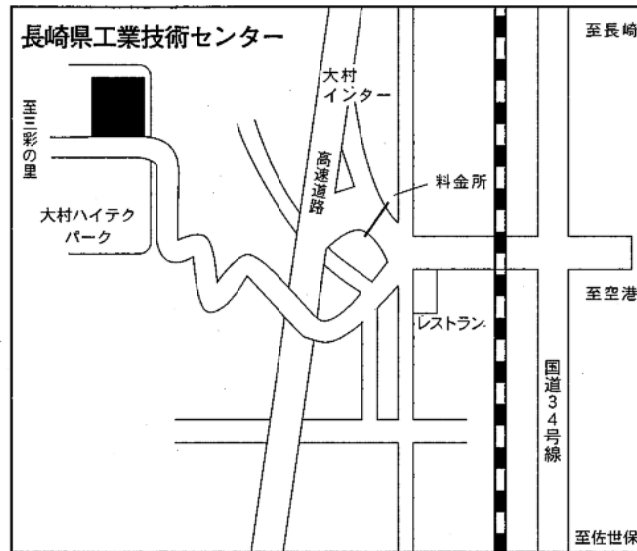 長崎県工業技術センター
至長崎
大村
インター
至三彩の里
高速道路
料金所
大村ハイテク
パーク
至空港
レストラン
国道34号線
至佐世保